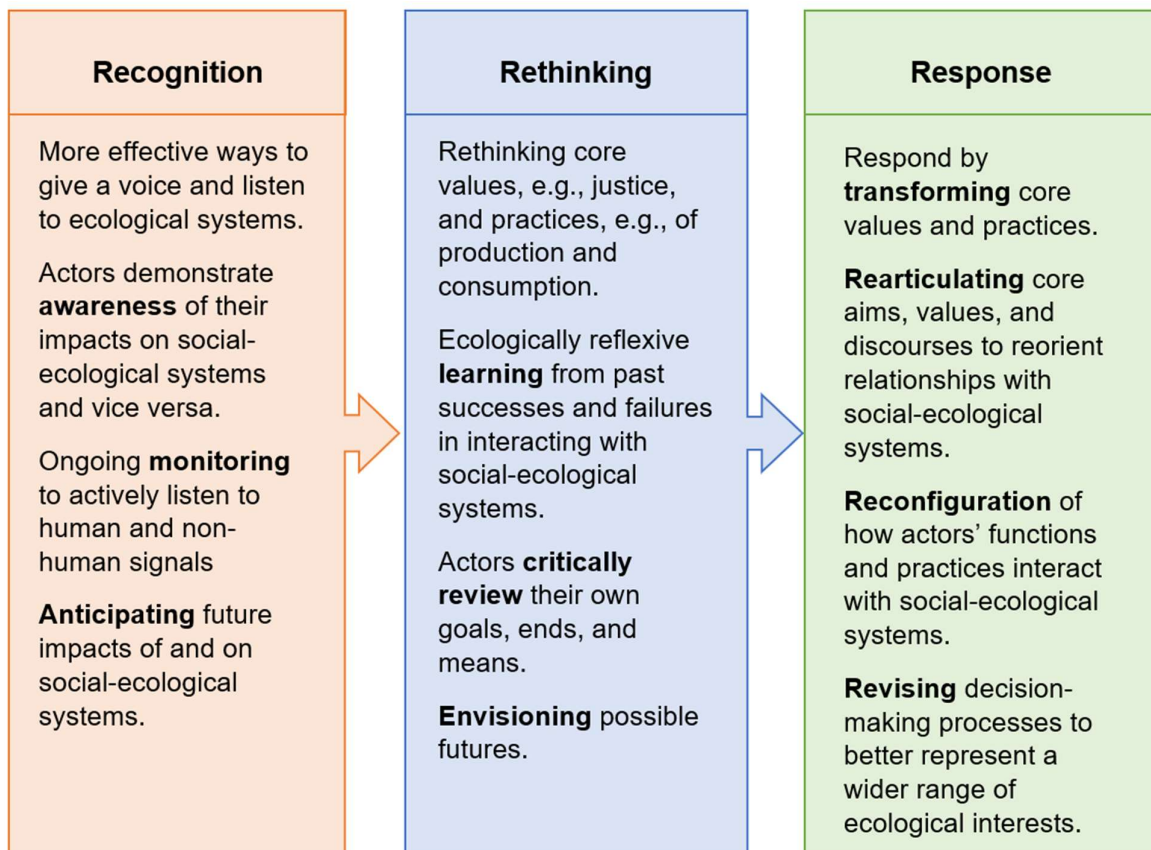 Recognition
More effective ways to
give a voice and listen
to ecological systems.
Actors demonstrate
awareness of their
impacts on social-
ecological systems
and vice versa.
Ongoing monitoring
to actively listen to
human and non-
human signals
Anticipating future
impacts of and on
social-ecological
systems.
Rethinking
Rethinking core
values, e.g., justice,
and practices, e.g., of
production and
consumption.
Ecologically reflexive
learning from past
successes and failures
in interacting with
social-ecological
systems.
Actors critically
review their own
goals, ends, and
means.
Envisioning possible
futures.
Response
Respond by
transforming core
values and practices.
Rearticulating core
aims, values, and
discourses to reorient
relationships with
social-ecological
systems.
Reconfiguration of
how actors’ functions
and practices interact
with social-ecological
systems.
Revising decision-
making processes to
better represent a
wider range of
ecological interests.